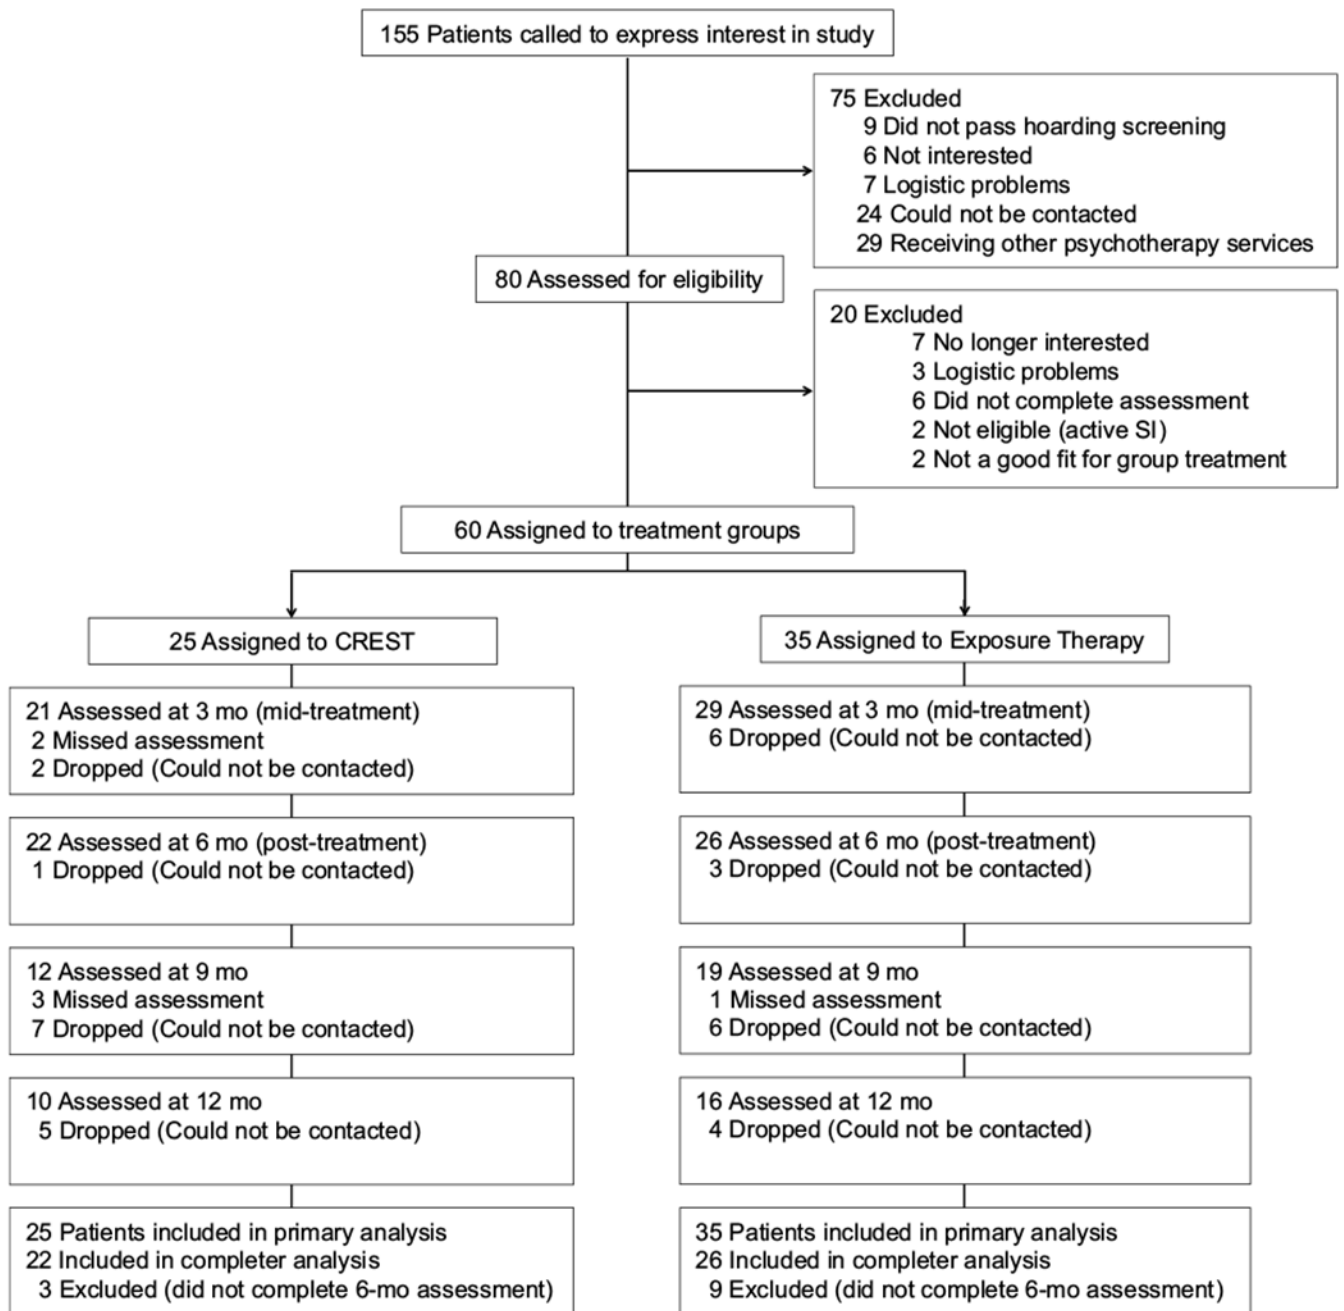 155 Patients called to express interest in study
75 Excluded
9 Did not pass hoarding screening
6 Not interested
7 Logistic problems
24 Could not be contacted
29 Receiving other psychotherapy services
80 Assessed for eligibility
20 Excluded
7 No longer interested
3 Logistic problems
6 Did not complete assessment
2 Not eligible (active SI)
2 Not a good fit for group treatment
60 Assigned to treatment groups
25 Assigned to CREST
21 Assessed at 3 mo (mid-treatment)
2 Missed assessment
2 Dropped (Could not be contacted)
22 Assessed at 6 mo (post-treatment)
1 Dropped (Could not be contacted)
12 Assessed at 9 mo
3 Missed assessment
7 Dropped (Could not be contacted)
10 Assessed at 12 mo
5 Dropped (Could not be contacted)
25 Patients included in primary analysis
22 Included in completer analysis
3 Excluded (did not complete 6-mo assessment)
35 Assigned to Exposure Therapy
29 Assessed at 3 mo (mid-treatment)
6 Dropped (Could not be contacted)
26 Assessed at 6 mo (post-treatment)
3 Dropped (Could not be contacted)
19 Assessed at 9 mo
1 Missed assessment
6 Dropped (Could not be contacted)
16 Assessed at 12 mo
4 Dropped (Could not be contacted)
35 Patients included in primary analysis
26 Included in completer analysis
9 Excluded (did not complete 6-mo assessment)